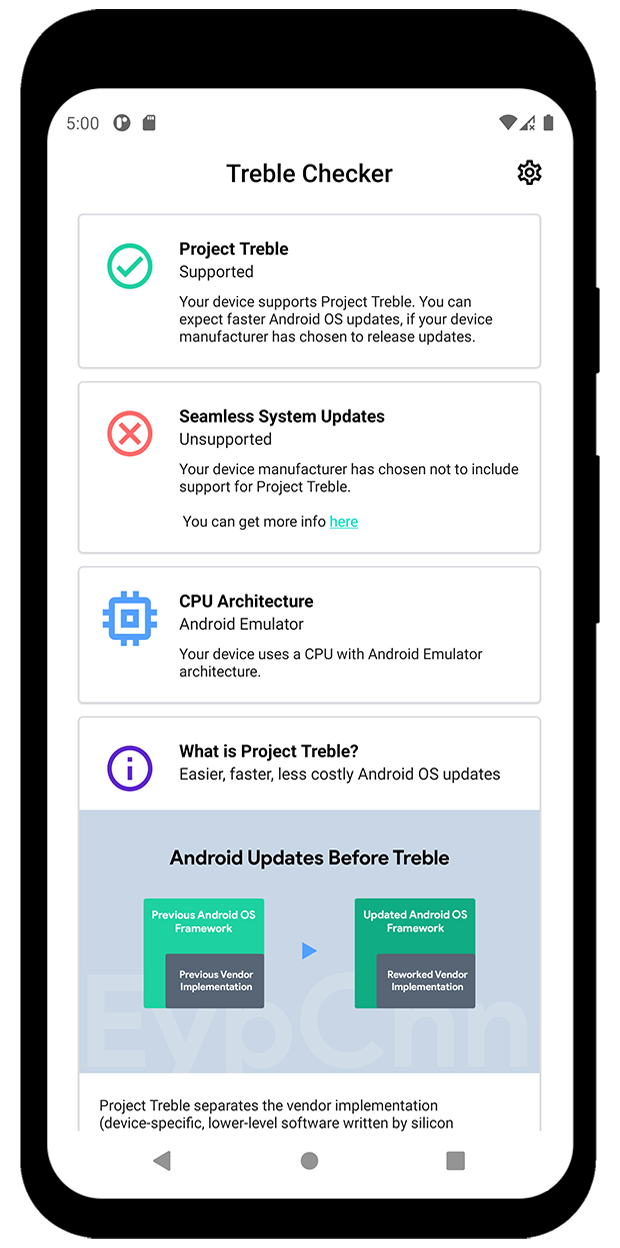 5:00
Treble Checker
Project Treble
Supported
Your device supports Project Treble. You can
expect faster Android OS updates, if your device
manufacturer has chosen to release updates.
Seamless System Updates
Unsupported
Your device manufacturer has chosen not to include
support for Project Treble.
You can get more info here
CPU Architecture
Android Emulator
Your device uses a CPU with Android Emulator
architecture.
What is Project Treble?
Easier, faster, less costly Android OS updates
Android Updates Before Treble
Previous Android OS
Framework
Previous Vendor
Implementation
Updated Android OS
Framework
Reworked Vendor
Implementation
EypCnn
Project Treble separates the vendor implementation
(device-specific, lower-level software written by silicon